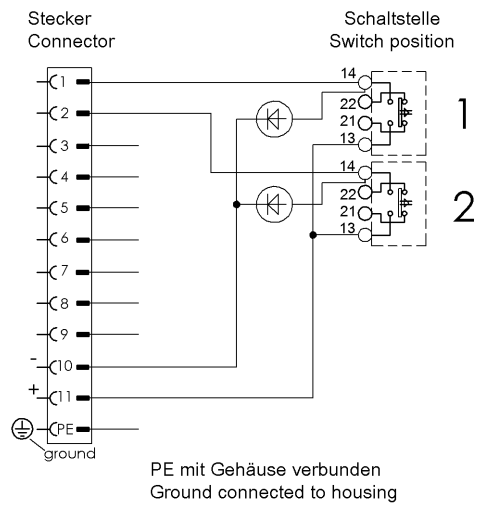 Stecker
Connector
Schaltstelle
Switch position
1
2
3
4
5
6
7
8
9
- 10
+ 11
PE
ground
14
22
21
13
1
14
22
21
13
2
PE mit Gehäuse verbunden
Ground connected to housing